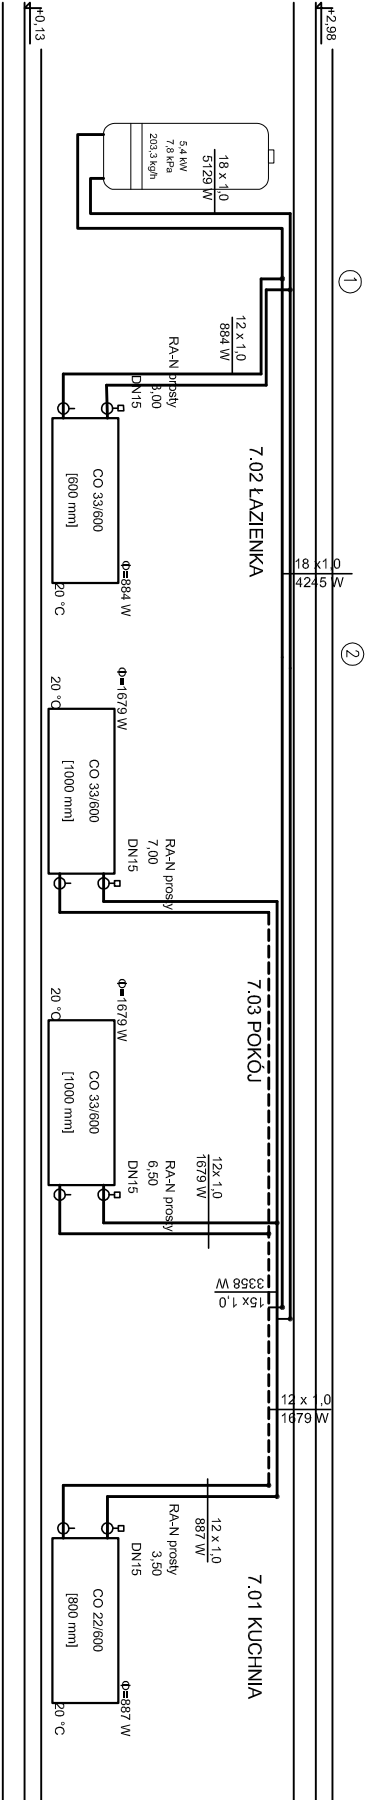 +0,13
+2,98
18 x 1,0
5129 W
5,4 kW
7,8 kPa
203,3 kg/h
1
12 x 1,0
884 W
RA-N prosty
8,00
DN15
7.02 ŁAZIENKA
CO 33/600
[600 mm]
Φ=884 W
20 °C
18 x1,0
4245 W
2
Φ=1679 W
20 °C
CO 33/600
[1000 mm]
RA-N prosty
7,00
DN15
7.03 POKÓJ
Φ=1679 W
20 °C
CO 33/600
[1000 mm]
RA-N prosty
6,50
DN15
12x 1,0
1679 W
15x 1,0
3358 W
12 x 1,0
1679 W
12 x 1,0
887 W
RA-N prosty
3,50
DN15
7.01 KUCHNIA
CO 22/600
[800 mm]
Φ=887 W
20 °C